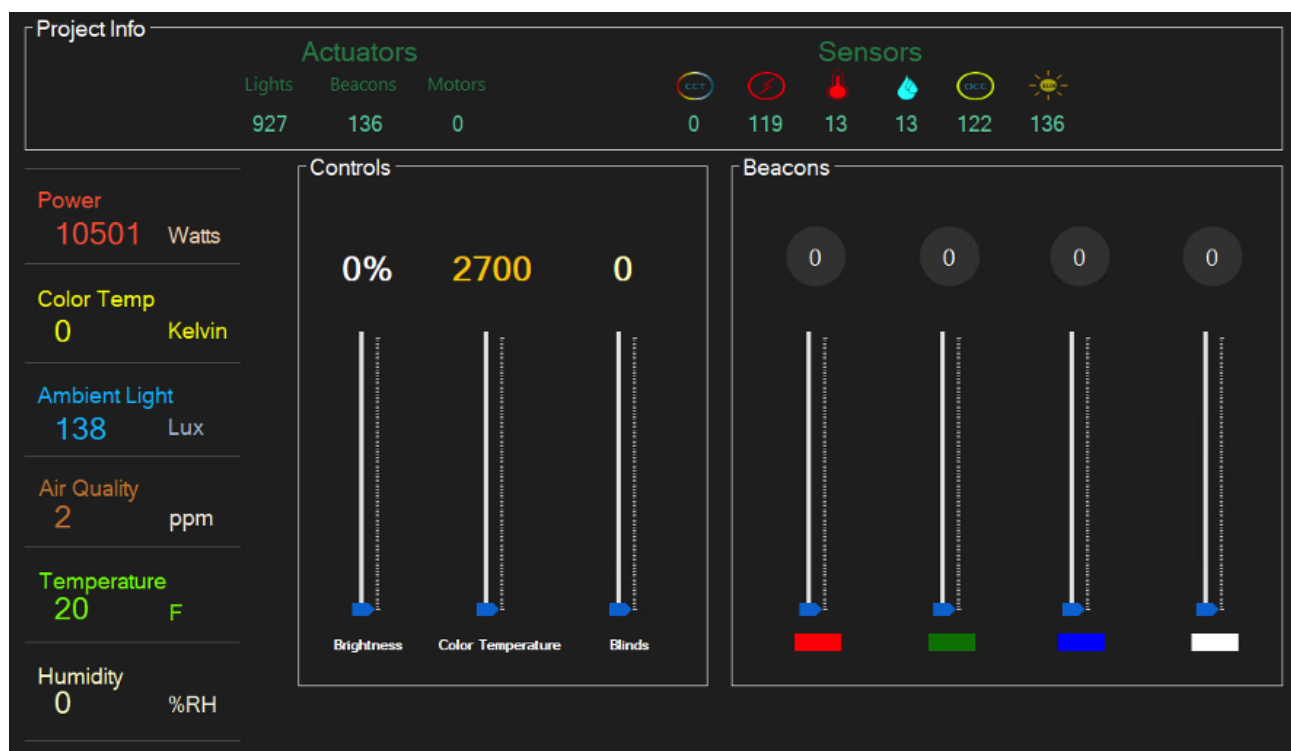 Project Info
Actuators Sensors
Lights Beacons Motors CCT OCC SUN
927 136 0 0 119 13 13 122 136
Controls Beacons
Power
10501 Watts
0% 2700 0 0 0 0 0
Color Temp
0 Kelvin
Ambient Light
138 Lux
Air Quality
2 ppm
Temperature
20 F
Brightness Color Temperature Blinds
Humidity
0 %RH